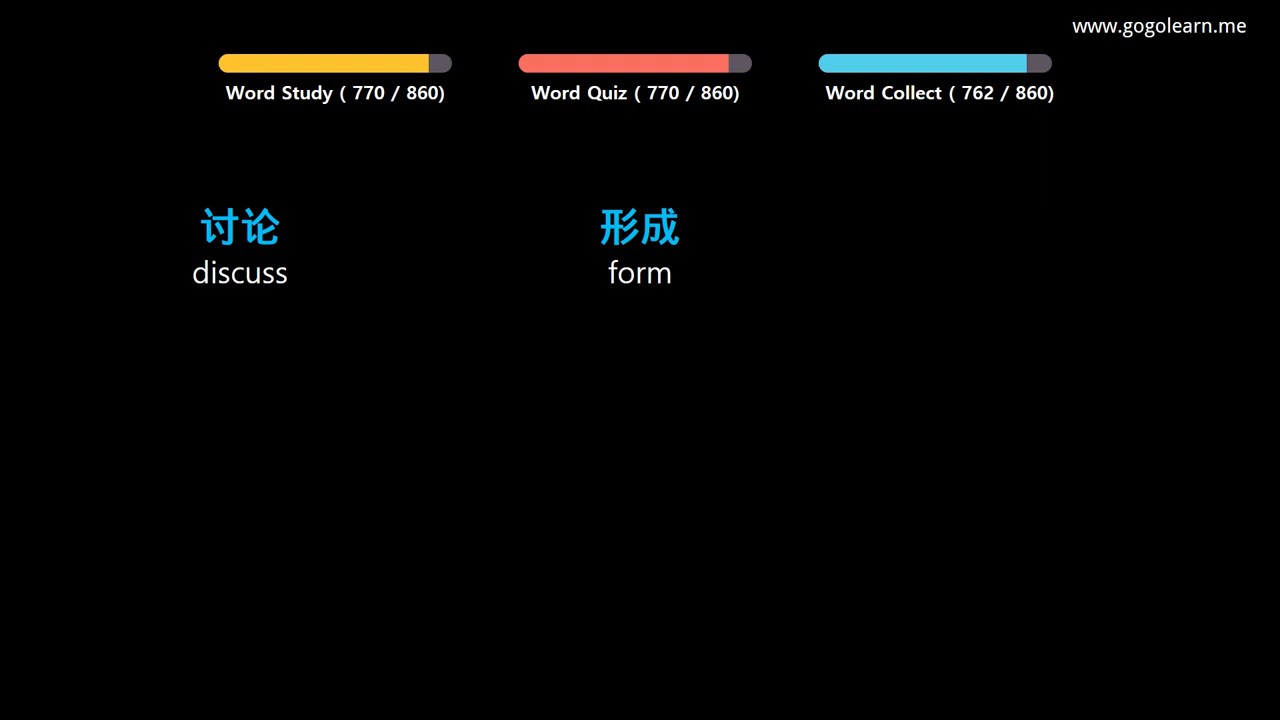 www.gogolearn.me
Word Study ( 770 / 860)
Word Quiz ( 770 / 860)
Word Collect ( 762 / 860)
讨论
discuss
形成
form